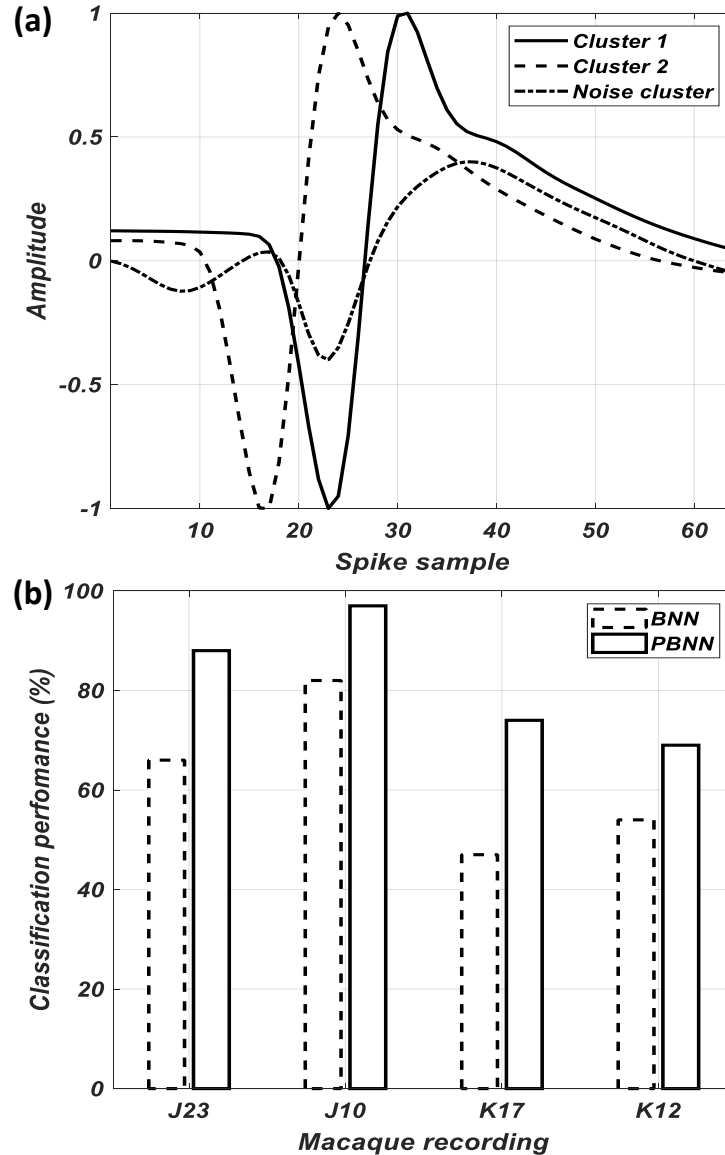 (a)
1
0.5
0
-0.5
-1
Amplitude
Cluster 1
Cluster 2
Noise cluster
10 20 30 40 50 60
Spike sample
(b)
100
80
60
40
20
0
Classification perfomance (%)
BNN
PBNN
J23 J10 K17 K12
Macaque recording